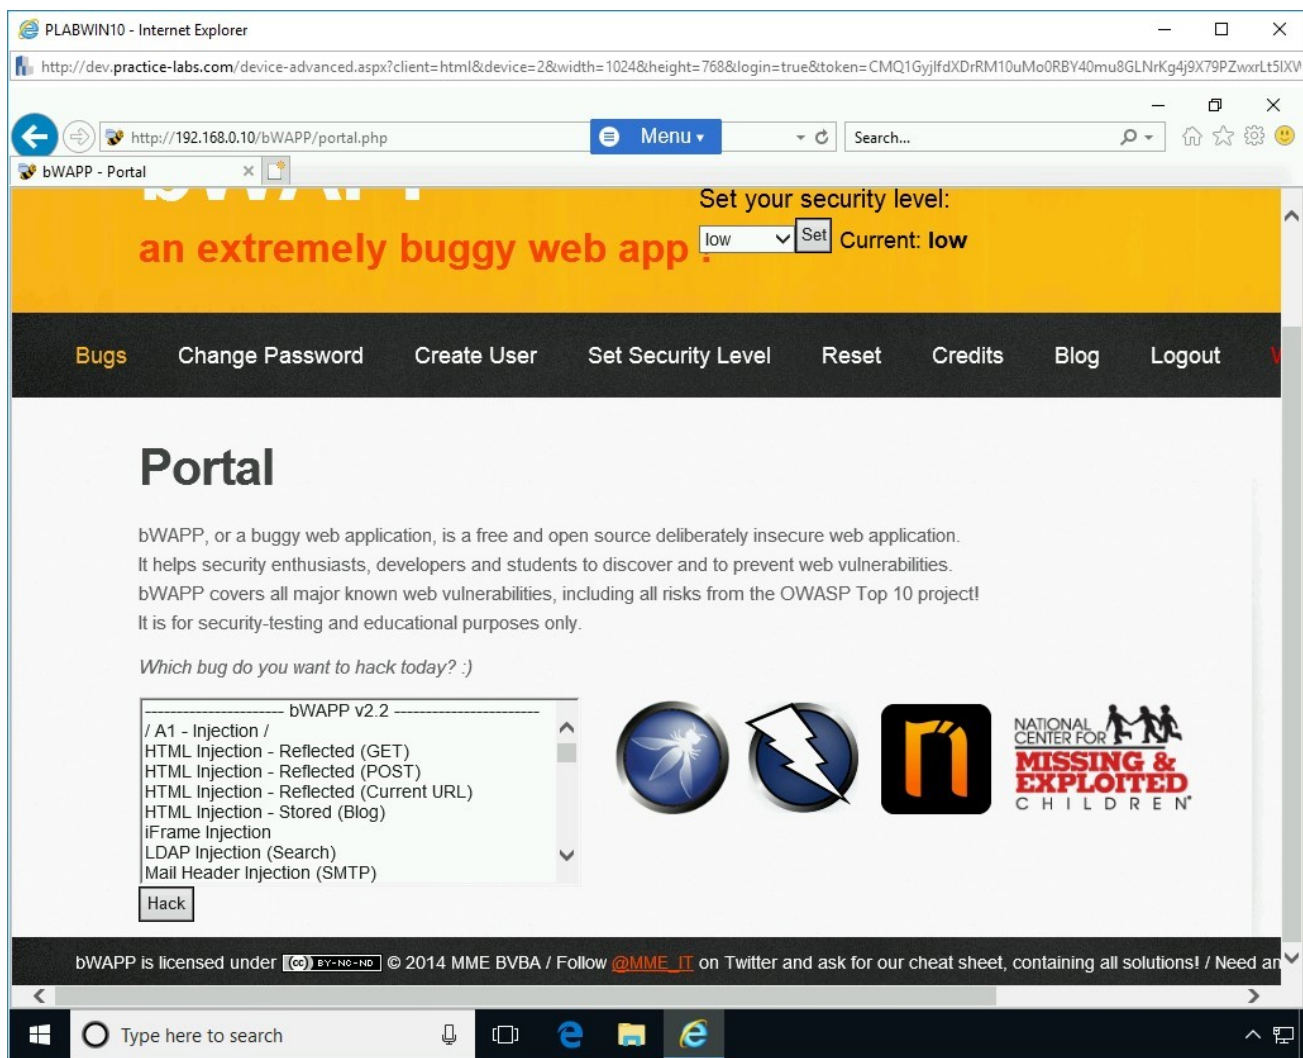 PLABWIN10 - Internet Explorer
http://dev.practice-labs.com/device-advanced.aspx?client=html&device=2&width=1024&height=768&login=true&token=CMQ1GyjlfdXDrRM10uMo0RBY40mu8GLNrKg4j9X79PZwxrLt5IXV
http://192.168.0.10/bWAPP/portal.php
Menu
Search...
bWAPP - Portal
Set your security level:
an extremely buggy web app !
low
Set
Current: low
Bugs
Change Password
Create User
Set Security Level
Reset
Credits
Blog
Logout
Portal
bWAPP, or a buggy web application, is a free and open source deliberately insecure web application.
It helps security enthusiasts, developers and students to discover and to prevent web vulnerabilities.
bWAPP covers all major known web vulnerabilities, including all risks from the OWASP Top 10 project!
It is for security-testing and educational purposes only.
Which bug do you want to hack today? :)
---------------------- bWAPP v2.2 -----------------------
/ A1 - Injection /
HTML Injection - Reflected (GET)
HTML Injection - Reflected (POST)
HTML Injection - Reflected (Current URL)
HTML Injection - Stored (Blog)
iFrame Injection
LDAP Injection (Search)
Mail Header Injection (SMTP)
NATIONAL
CENTER FOR
MISSING &
EXPLOITED
CHILDREN
Hack
bWAPP is licensed under (cc) BY-NC-ND © 2014 MME BVBA / Follow @MME_IT on Twitter and ask for our cheat sheet, containing all solutions! / Need an
Type here to search